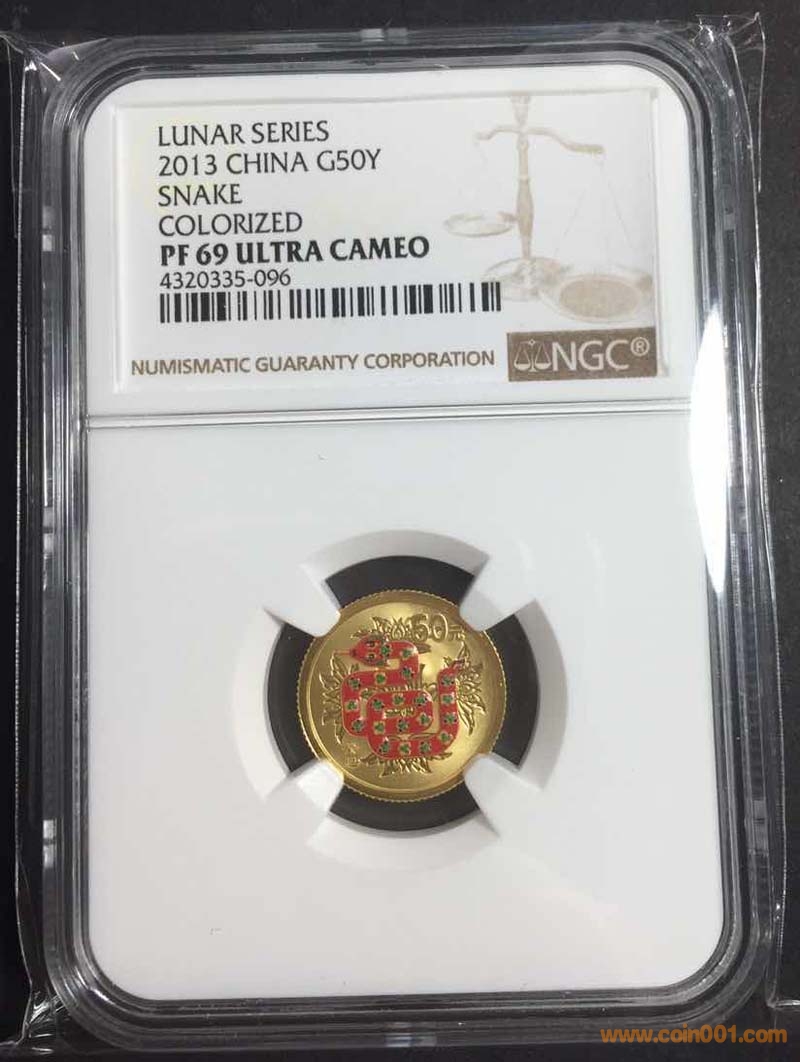 LUNAR SERIES
2013 CHINA G50Y
SNAKE
COLORIZED
PF 69 ULTRA CAMEO
4320335-096
NUMISMATIC GUARANTY CORPORATION
NGC®
50元
www.coin001.com